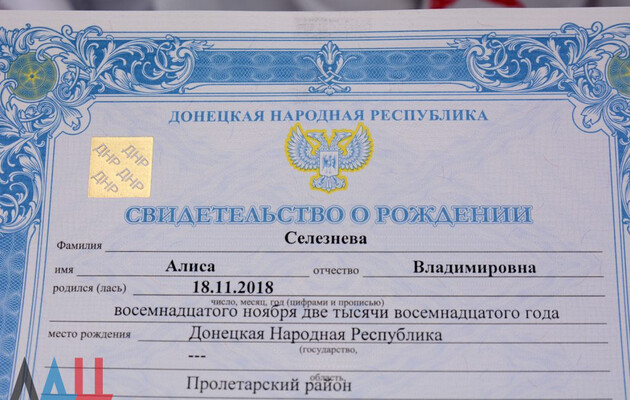 ДОНЕЦКАЯ НАРОДНАЯ РЕСПУБЛИКА
ДНР ДНР
ДНР ДНР
СВИДЕТЕЛЬСТВО О РОЖДЕНИИ
Фамилия Селезнева
имя Алиса отчество Владимировна
родился (лась) 18.11.2018
число, месяц, год (цифрами и прописью)
восемнадцатого ноября две тысячи восемнадцатого года
место рождения Донецкая Народная Республика
(государство,
---
область,
Пролетарский район
ДАЦ